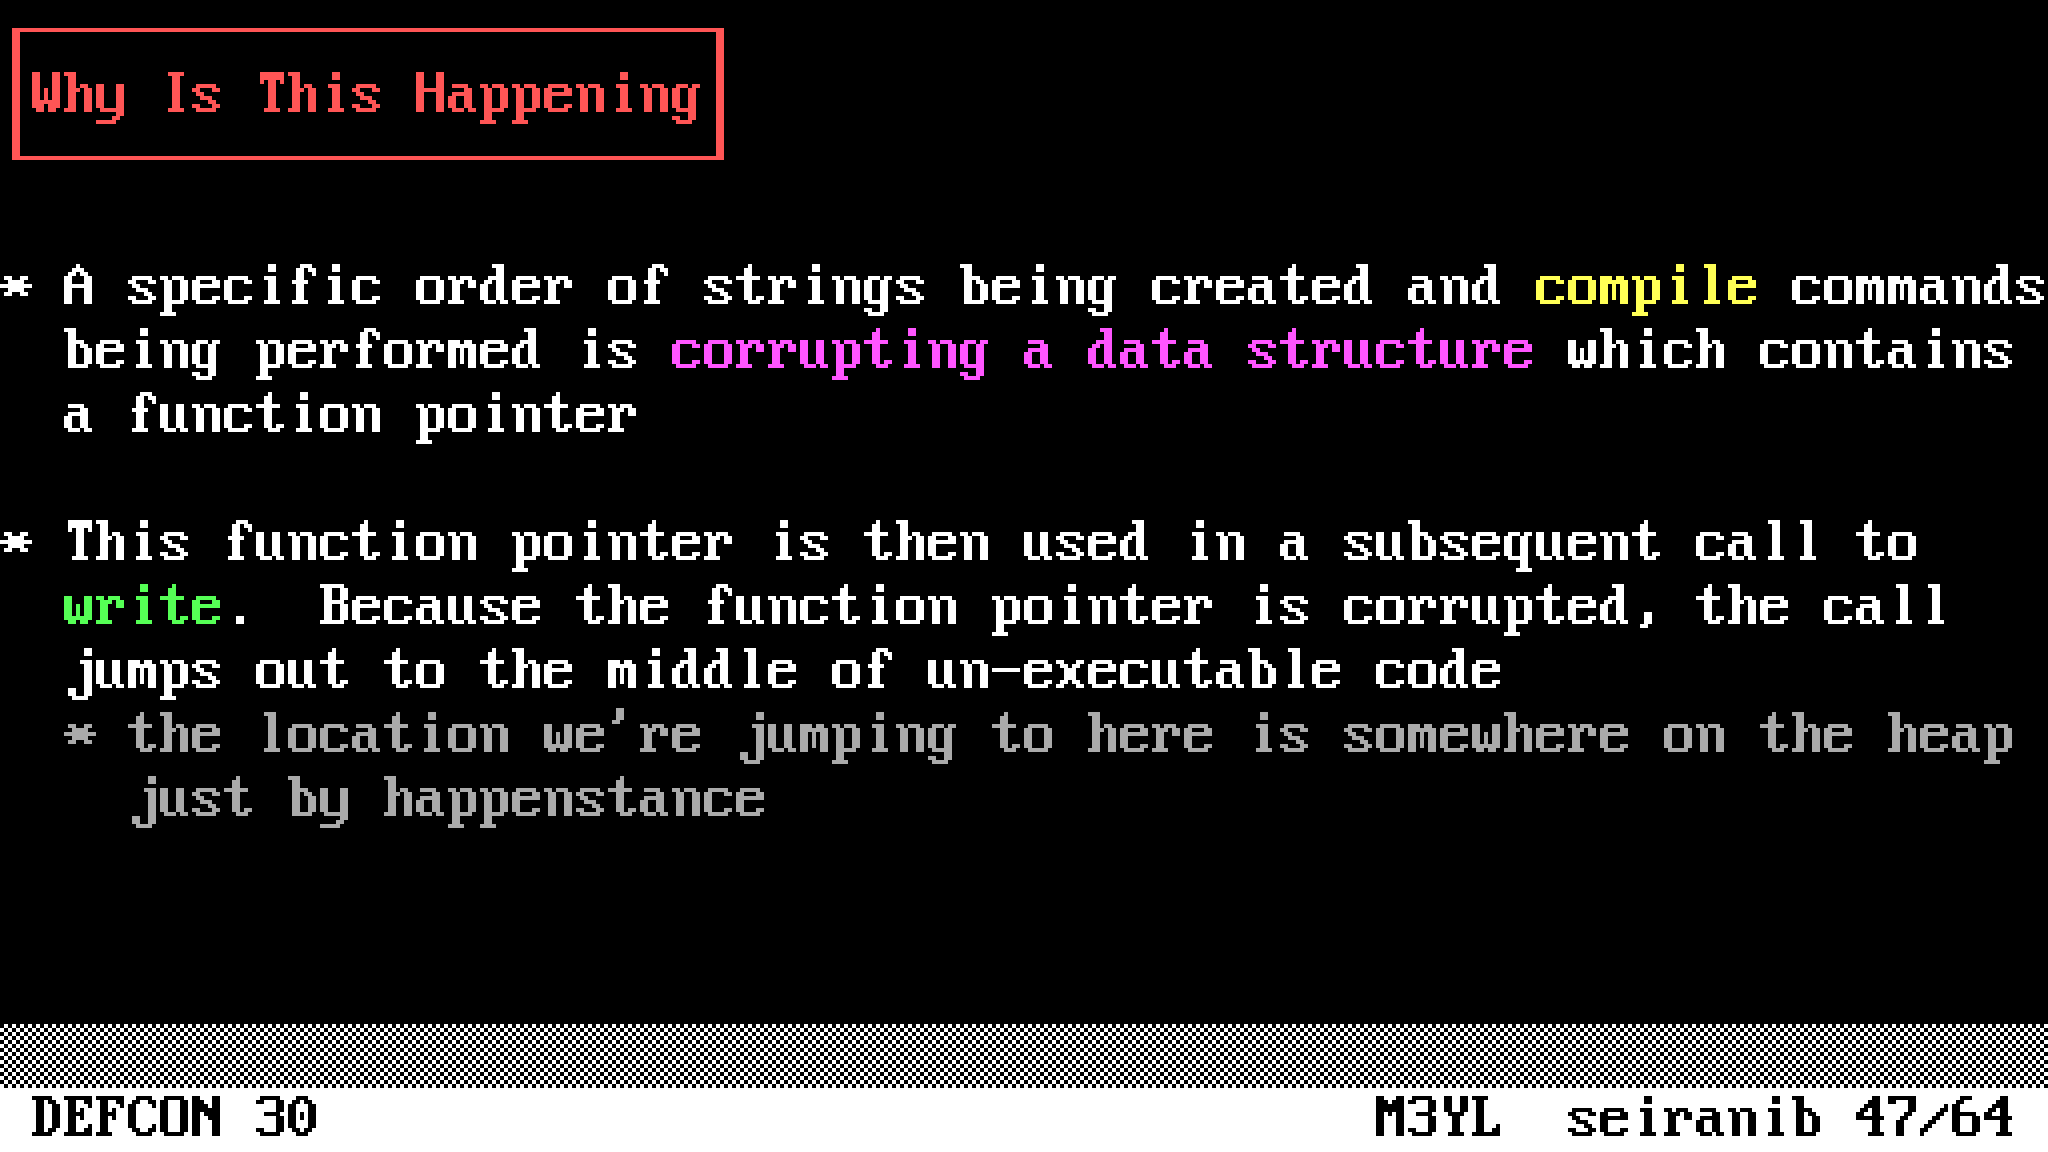 Why Is This Happening
* A specific order of strings being created and compile commands
being performed is corrupting a data structure which contains
a function pointer
* This function pointer is then used in a subsequent call to
write.  Because the function pointer is corrupted, the call
jumps out to the middle of un-executable code
* the location we're jumping to here is somewhere on the heap
just by happenstance
DEFCON 30 M3YL  seiranib 47/64